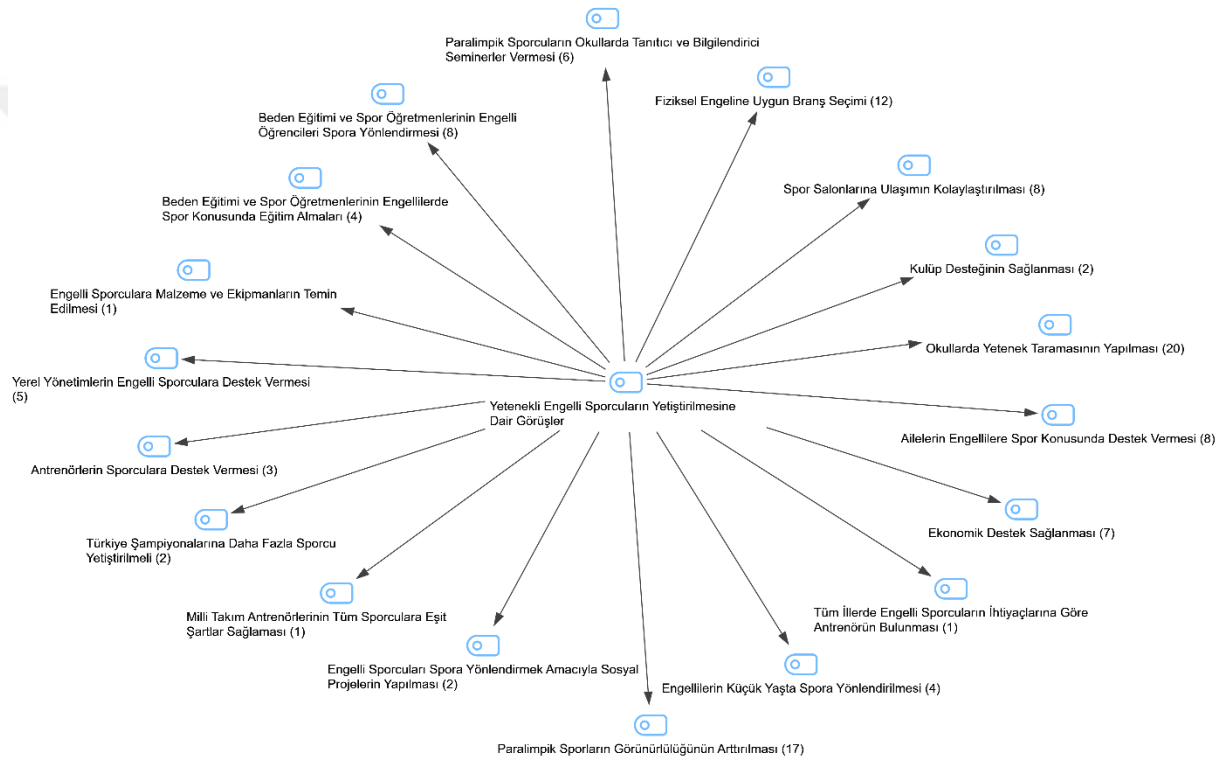 Paralimpik Sporcuların Okullarda Tanıtıcı ve Bilgilendirici
Seminerler Vermesi (6)
Fiziksel Engeline Uygun Branş Seçimi (12)
Beden Eğitimi ve Spor Öğretmenlerinin Engelli
Öğrencileri Spora Yönlendirmesi (8)
Spor Salonlarına Ulaşımın Kolaylaştırılması (8)
Beden Eğitimi ve Spor Öğretmenlerinin Engellilerde
Spor Konusunda Eğitim Almaları (4)
Kulüp Desteğinin Sağlanması (2)
Engelli Sporculara Malzeme ve Ekipmanların Temin
Edilmesi (1)
Okullarda Yetenek Taramasının Yapılması (20)
Yerel Yönetimlerin Engelli Sporculara Destek Vermesi
(5)
Yetenekli Engelli Sporcuların Yetiştirilmesine
Dair Görüşler
Ailelerin Engellilere Spor Konusunda Destek Vermesi (8)
Antrenörlerin Sporculara Destek Vermesi (3)
Ekonomik Destek Sağlanması (7)
Türkiye Şampiyonalarına Daha Fazla Sporcu
Yetiştirilmeli (2)
Tüm İllerde Engelli Sporcuların İhtiyaçlarına Göre
Antrenörün Bulunması (1)
Milli Takım Antrenörlerinin Tüm Sporculara Eşit
Şartlar Sağlaması (1)
Engelli Sporcuları Spora Yönlendirmek Amacıyla Sosyal
Projelerin Yapılması (2)
Engellilerin Küçük Yaşta Spora Yönlendirilmesi (4)
Paralimpik Sporların Görünürlülüğünün Arttırılması (17)